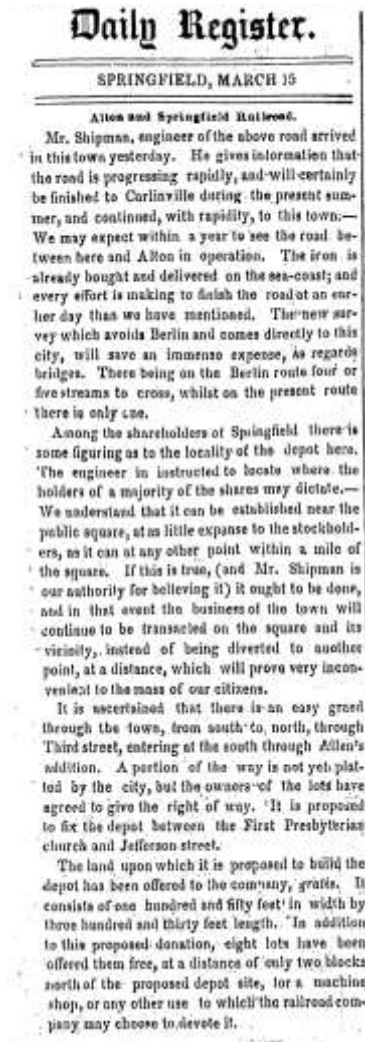 Daily Register.
SPRINGFIELD, MARCH 15
Alton and Springfield Railroad.
Mr. Shipman, engineer of the above road arrived
in this town yesterday. He gives information that
the road is progressing rapidly, and will certainly
be finished to Carlinville during the present sum-
mer, and continued, with rapidity, to this town:—
We may expect within a year to see the road be-
tween here and Alton in operation. The iron is
already bought and delivered on the sea-coast; and
every effort is making to finish the road at an ear-
lier day than we have mentioned. The new sur-
vey which avoids Berlin and comes directly to this
city, will save an immense expense, as regards
bridges. There being on the Berlin route four or
five streams to cross, whilst on the present route
there is only one.
Among the shareholders of Springfield there is
some figuring as to the locality of the depot here.
The engineer in instructed to locate where the
holders of a majority of the shares may dictate.—
We understand that it can be established near the
public square, at as little expanse to the stockhold-
ers, as it can at any other point within a mile of
the square. If this is true, (and Mr. Shipman is
our authority for believing it) it ought to be done,
and in that event the business of the town will
continue to be transacted on the square and its
vicinity, instead of being diverted to another
point, at a distance, which will prove very incon-
venient to the mass of our citizens.
It is ascertained that there is an easy graed
through the town, from south to north, through
Third street, entering at the south through Allen's
addition. A portion of the way is not yet plat-
ted by the city, but the owners of the lots have
agreed to give the right of way. It is proposed
to fix the depot between the First Presbyterian
church and Jefferson street.
The land upon which it is proposed to build the
depot has been offered to the company, gratis. It
consists of one hundred and fifty feet in width by
three hundred and thirty feet length. In addition
to this proposed donation, eight lots have been
offered them free, at a distance of only two blocks
north of the proposed depot site, for a machine
shop, or any other use to which the railroad com-
pany may choose to devote it.